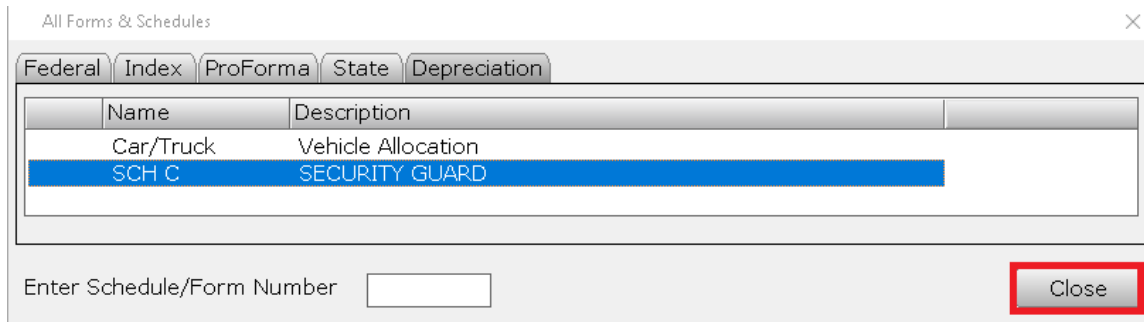 All Forms & Schedules
Federal Index ProForma State Depreciation
Name Description
Car/Truck Vehicle Allocation
SCH C SECURITY GUARD
Enter Schedule/Form Number Close